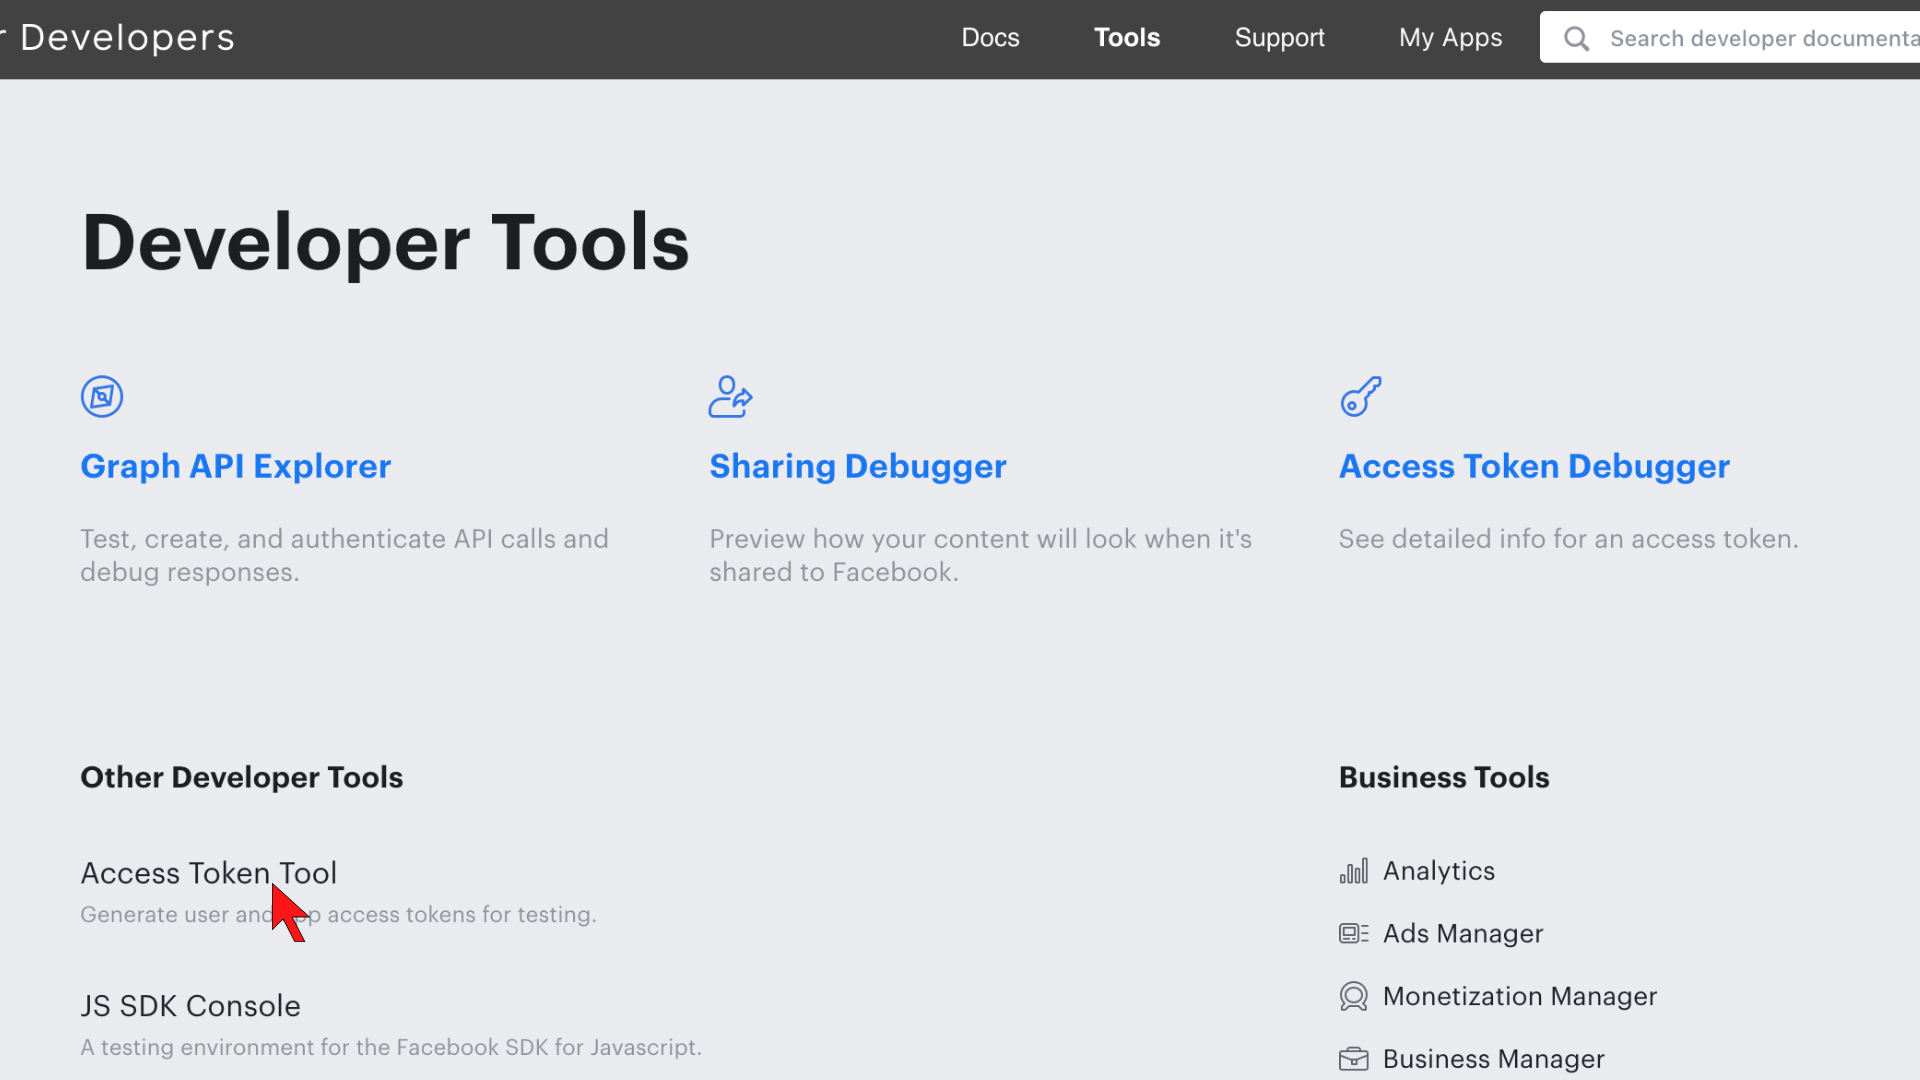 r Developers
Docs
Tools
Support
My Apps
Search developer documenta
Developer Tools
Graph API Explorer
Test, create, and authenticate API calls and
debug responses.
Sharing Debugger
Preview how your content will look when it's
shared to Facebook.
Access Token Debugger
See detailed info for an access token.
Other Developer Tools
Access Token Tool
Generate user and app access tokens for testing.
JS SDK Console
A testing environment for the Facebook SDK for Javascript.
Business Tools
Analytics
Ads Manager
Monetization Manager
Business Manager